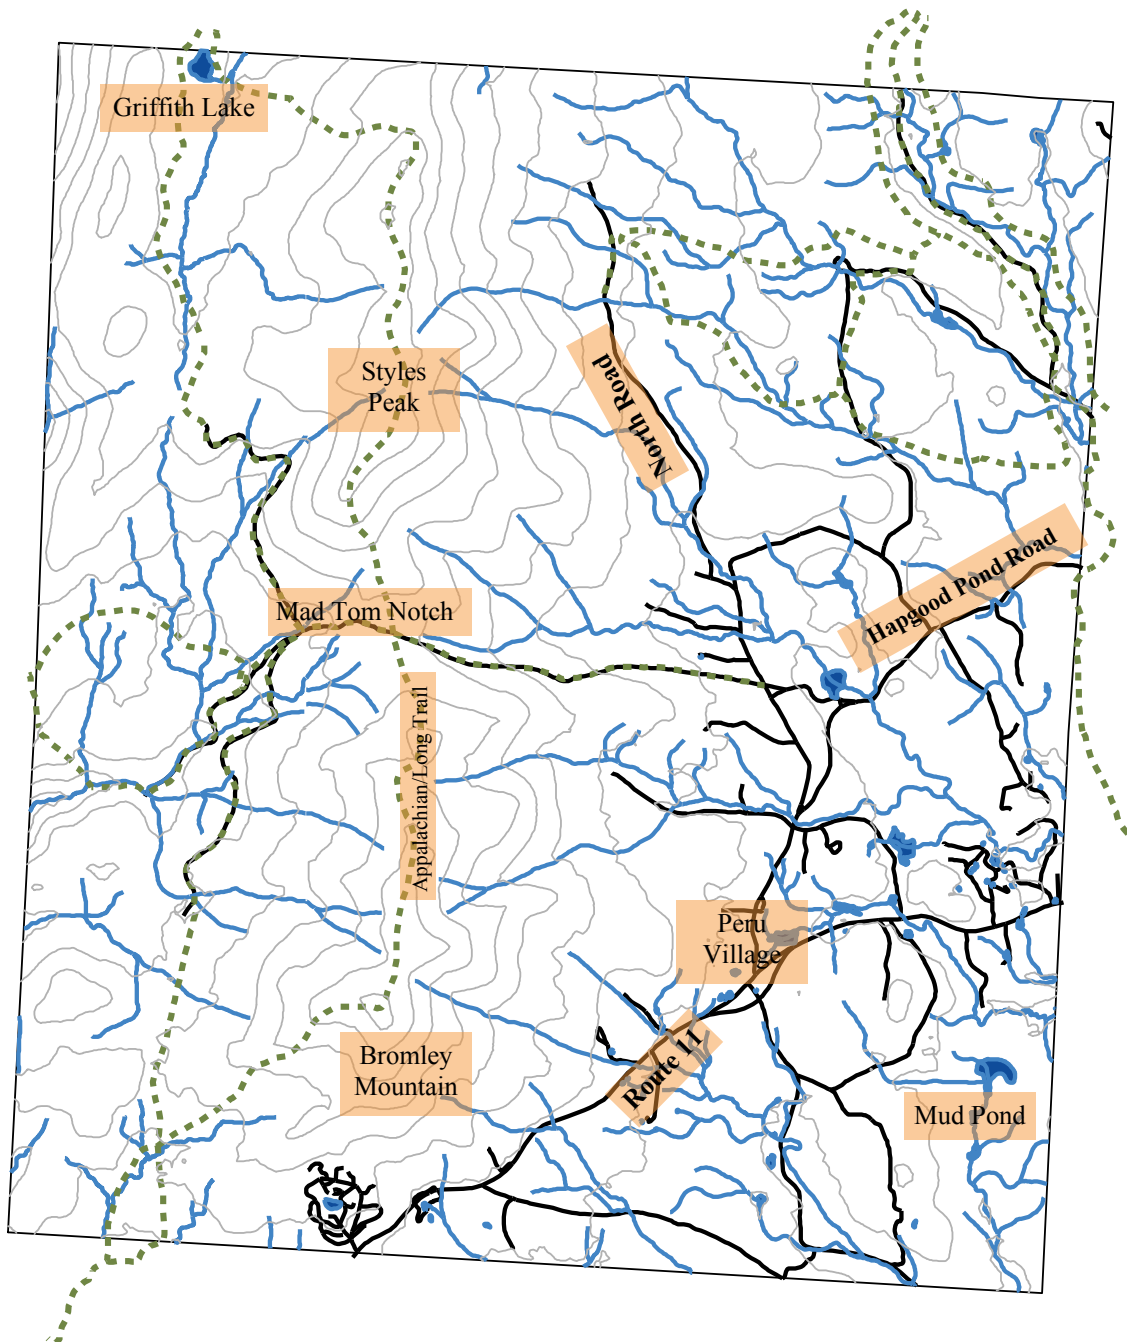 Griffith Lake
Styles
Peak
North Road
Hapgood Pond Road
Mad Tom Notch
Appalachian/Long Trail
Peru
Village
Route 11
Bromley
Mountain
Mud Pond